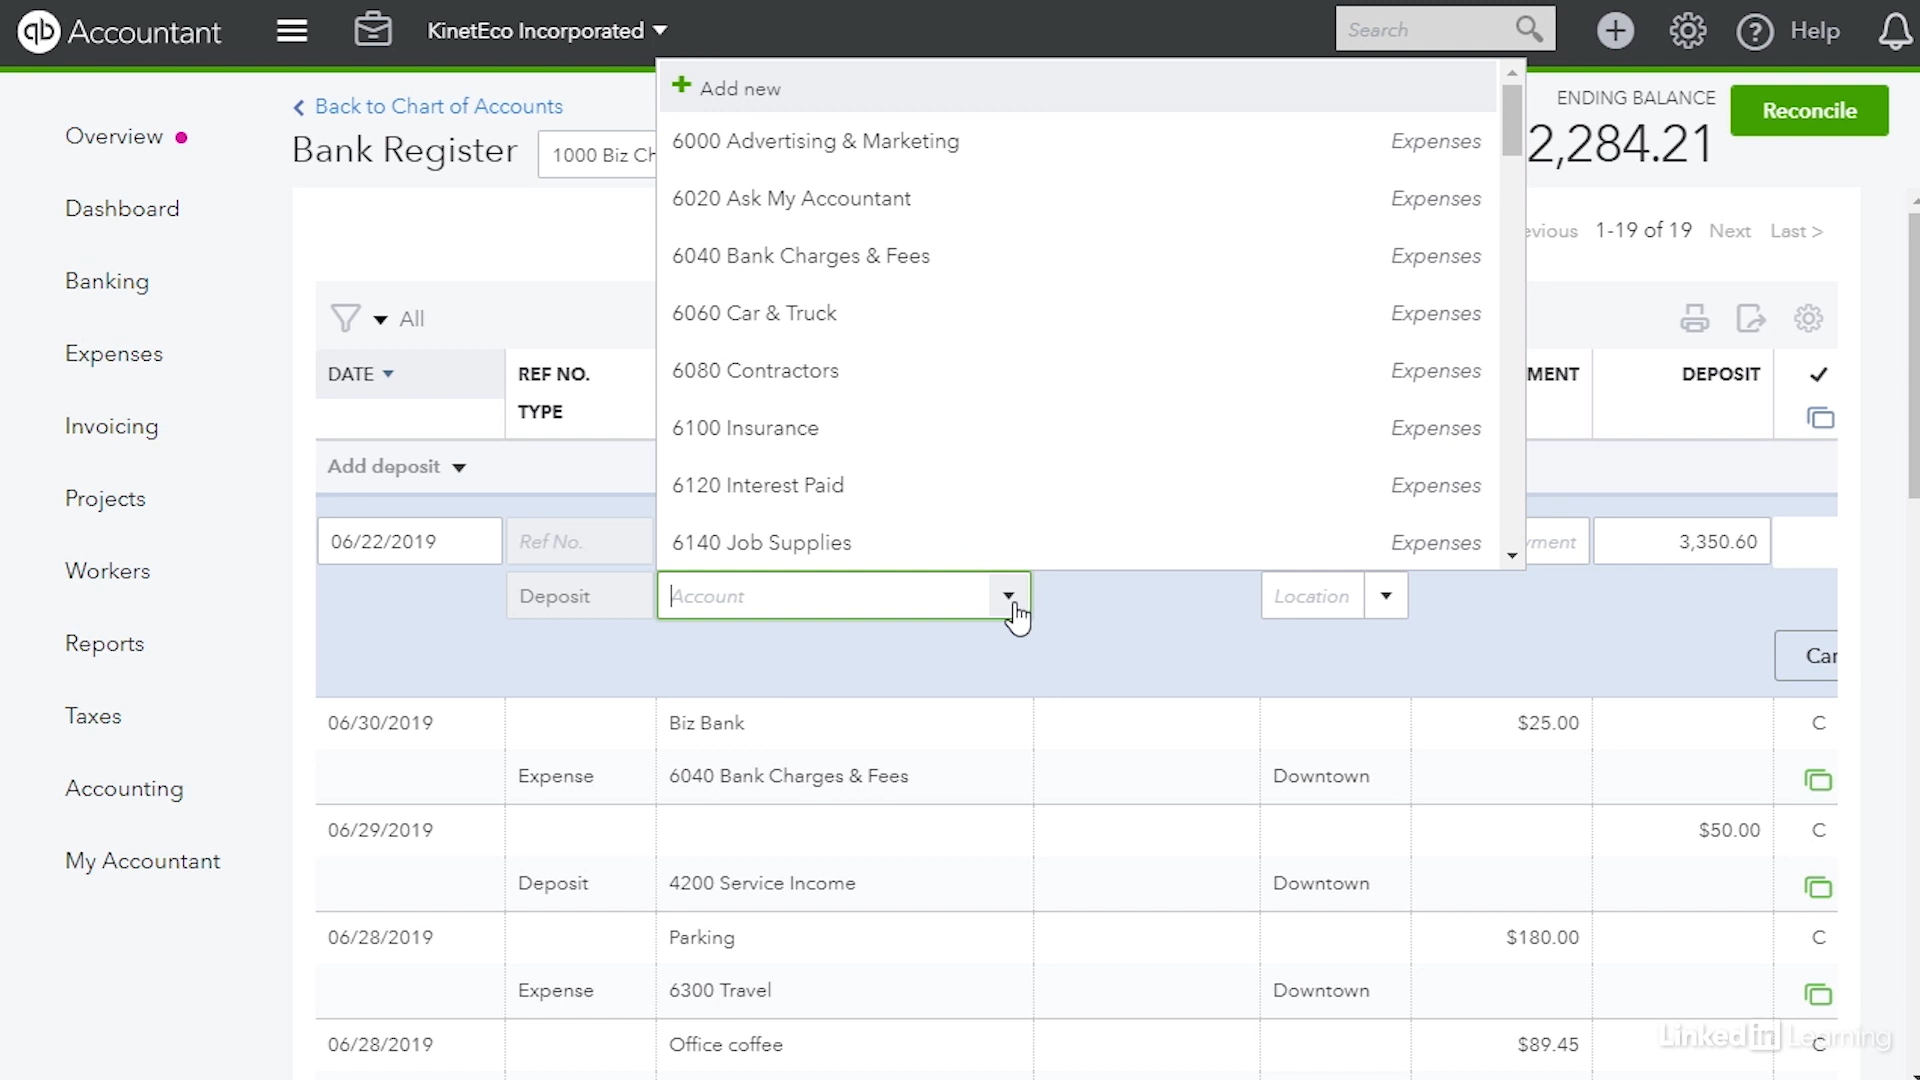 qb Accountant
KinetEco Incorporated
Search
Help
Back to Chart of Accounts
Bank Register
1000 Biz Ch
ENDING BALANCE
2,284.21
Reconcile
Overview
Dashboard
Banking
Expenses
Invoicing
Projects
Workers
Reports
Taxes
Accounting
My Accountant
Add new
6000 Advertising & Marketing Expenses
6020 Ask My Accountant Expenses
6040 Bank Charges & Fees Expenses
6060 Car & Truck Expenses
6080 Contractors Expenses
6100 Insurance Expenses
6120 Interest Paid Expenses
6140 Job Supplies Expenses
evious 1-19 of 19 Next Last >
All
DATE REF NO. MENT DEPOSIT ✓
TYPE
Add deposit
06/22/2019 Ref No. ment 3,350.60
Deposit Account Location
Can
06/30/2019 Biz Bank $25.00 C
Expense 6040 Bank Charges & Fees Downtown
06/29/2019 $50.00 C
Deposit 4200 Service Income Downtown
06/28/2019 Parking $180.00 C
Expense 6300 Travel Downtown
06/28/2019 Office coffee $89.45 C
Linked in Learning